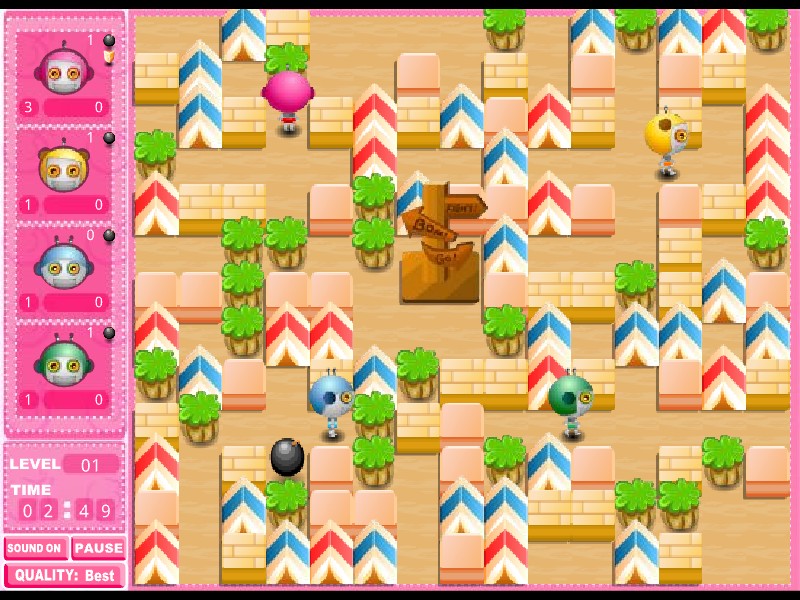 1
3 0
1
1 0
0
1 0
1
1 0
LEVEL 01
TIME
02:49
SOUND ON PAUSE
QUALITY: Best
FIGHT!
BOM!
Go!